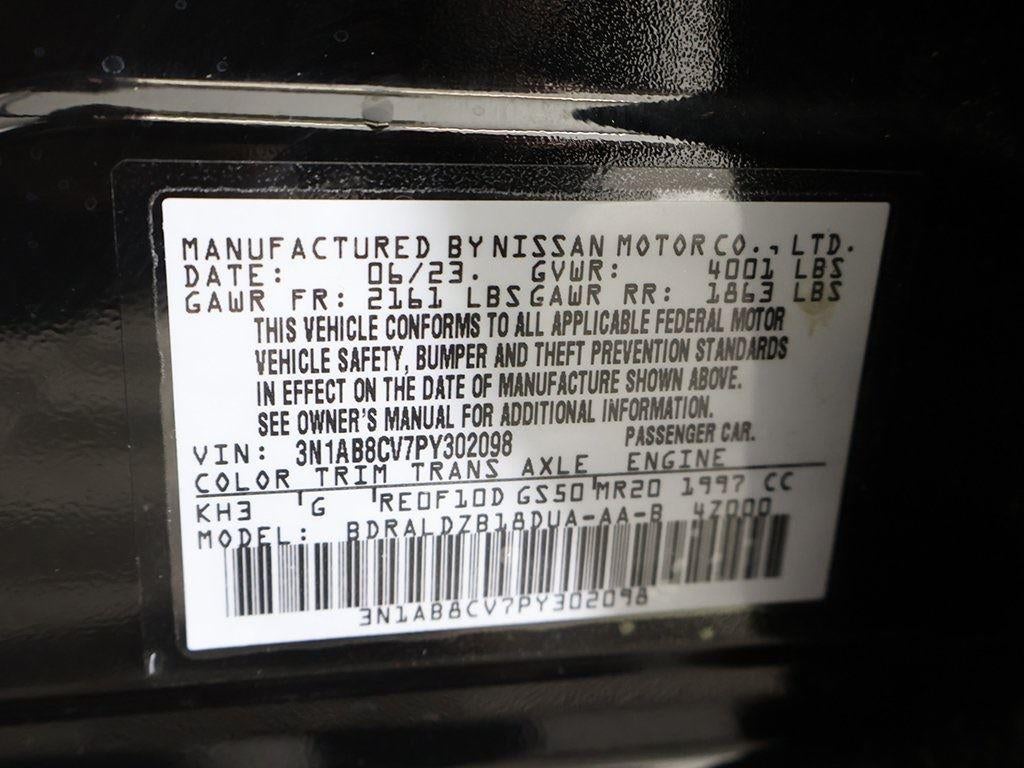 MANUFACTURED BY NISSAN MOTOR CO., LTD.
DATE: 06/23. GVWR: 4001 LBS
GAWR FR: 2161 LBS GAWR RR: 1863 LBS
THIS VEHICLE CONFORMS TO ALL APPLICABLE FEDERAL MOTOR
VEHICLE SAFETY, BUMPER AND THEFT PREVENTION STANDARDS
IN EFFECT ON THE DATE OF MANUFACTURE SHOWN ABOVE.
SEE OWNER'S MANUAL FOR ADDITIONAL INFORMATION.
VIN: 3N1AB8CV7PY302098 PASSENGER CAR.
COLOR TRIM TRANS AXLE ENGINE
KH3 G RE0F10D GS50 MR20 1997 CC
MODEL: BDRALDZB18DUA-AA-B 4Z000
3N1AB8CV7PY302098